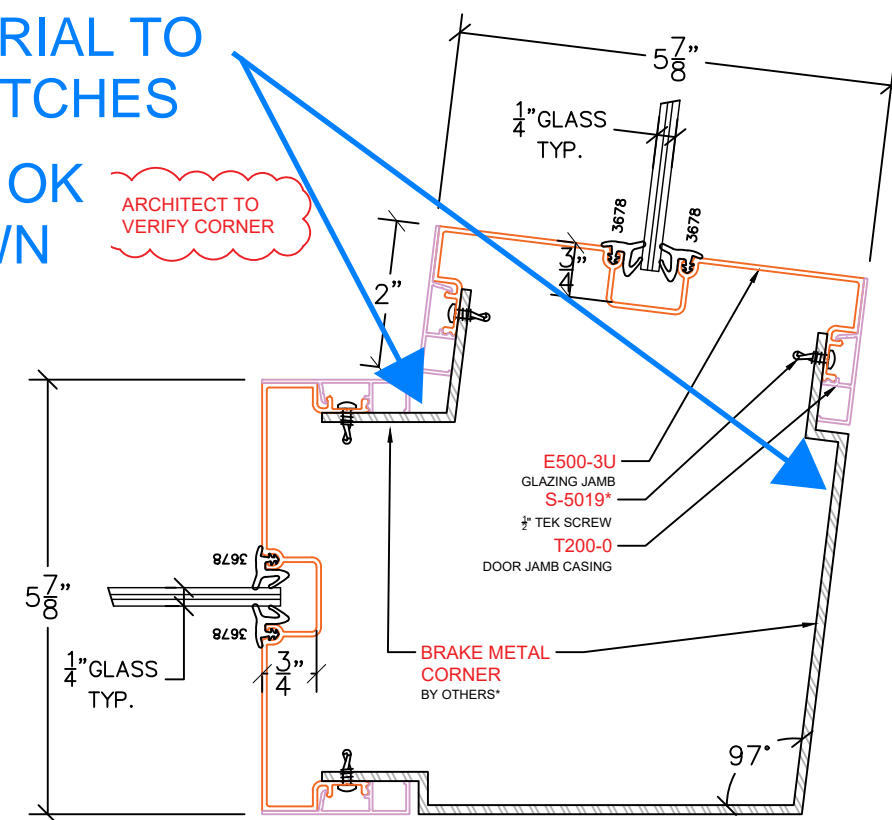 RIAL TO
TCHES
OK
WN
ARCHITECT TO
VERIFY CORNER
5 7/8"
1/4" GLASS
TYP.
3678
3678
3/4"
2"
E500-3U
GLAZING JAMB
S-5019*
1/2" TEK SCREW
T200-0
DOOR JAMB CASING
5 7/8"
3678
3678
1/4" GLASS
TYP.
3/4"
BRAKE METAL
CORNER
BY OTHERS*
97°